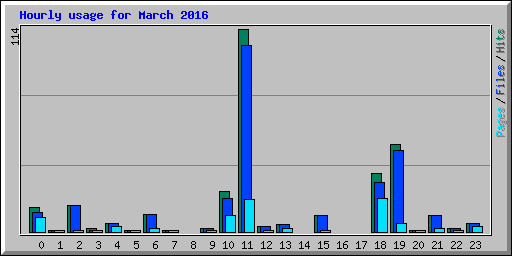 Hourly usage for March 2016
114
Pages/Files/Hits
0 1 2 3 4 5 6 7 8 9 10 11 12 13 14 15 16 17 18 19 20 21 22 23